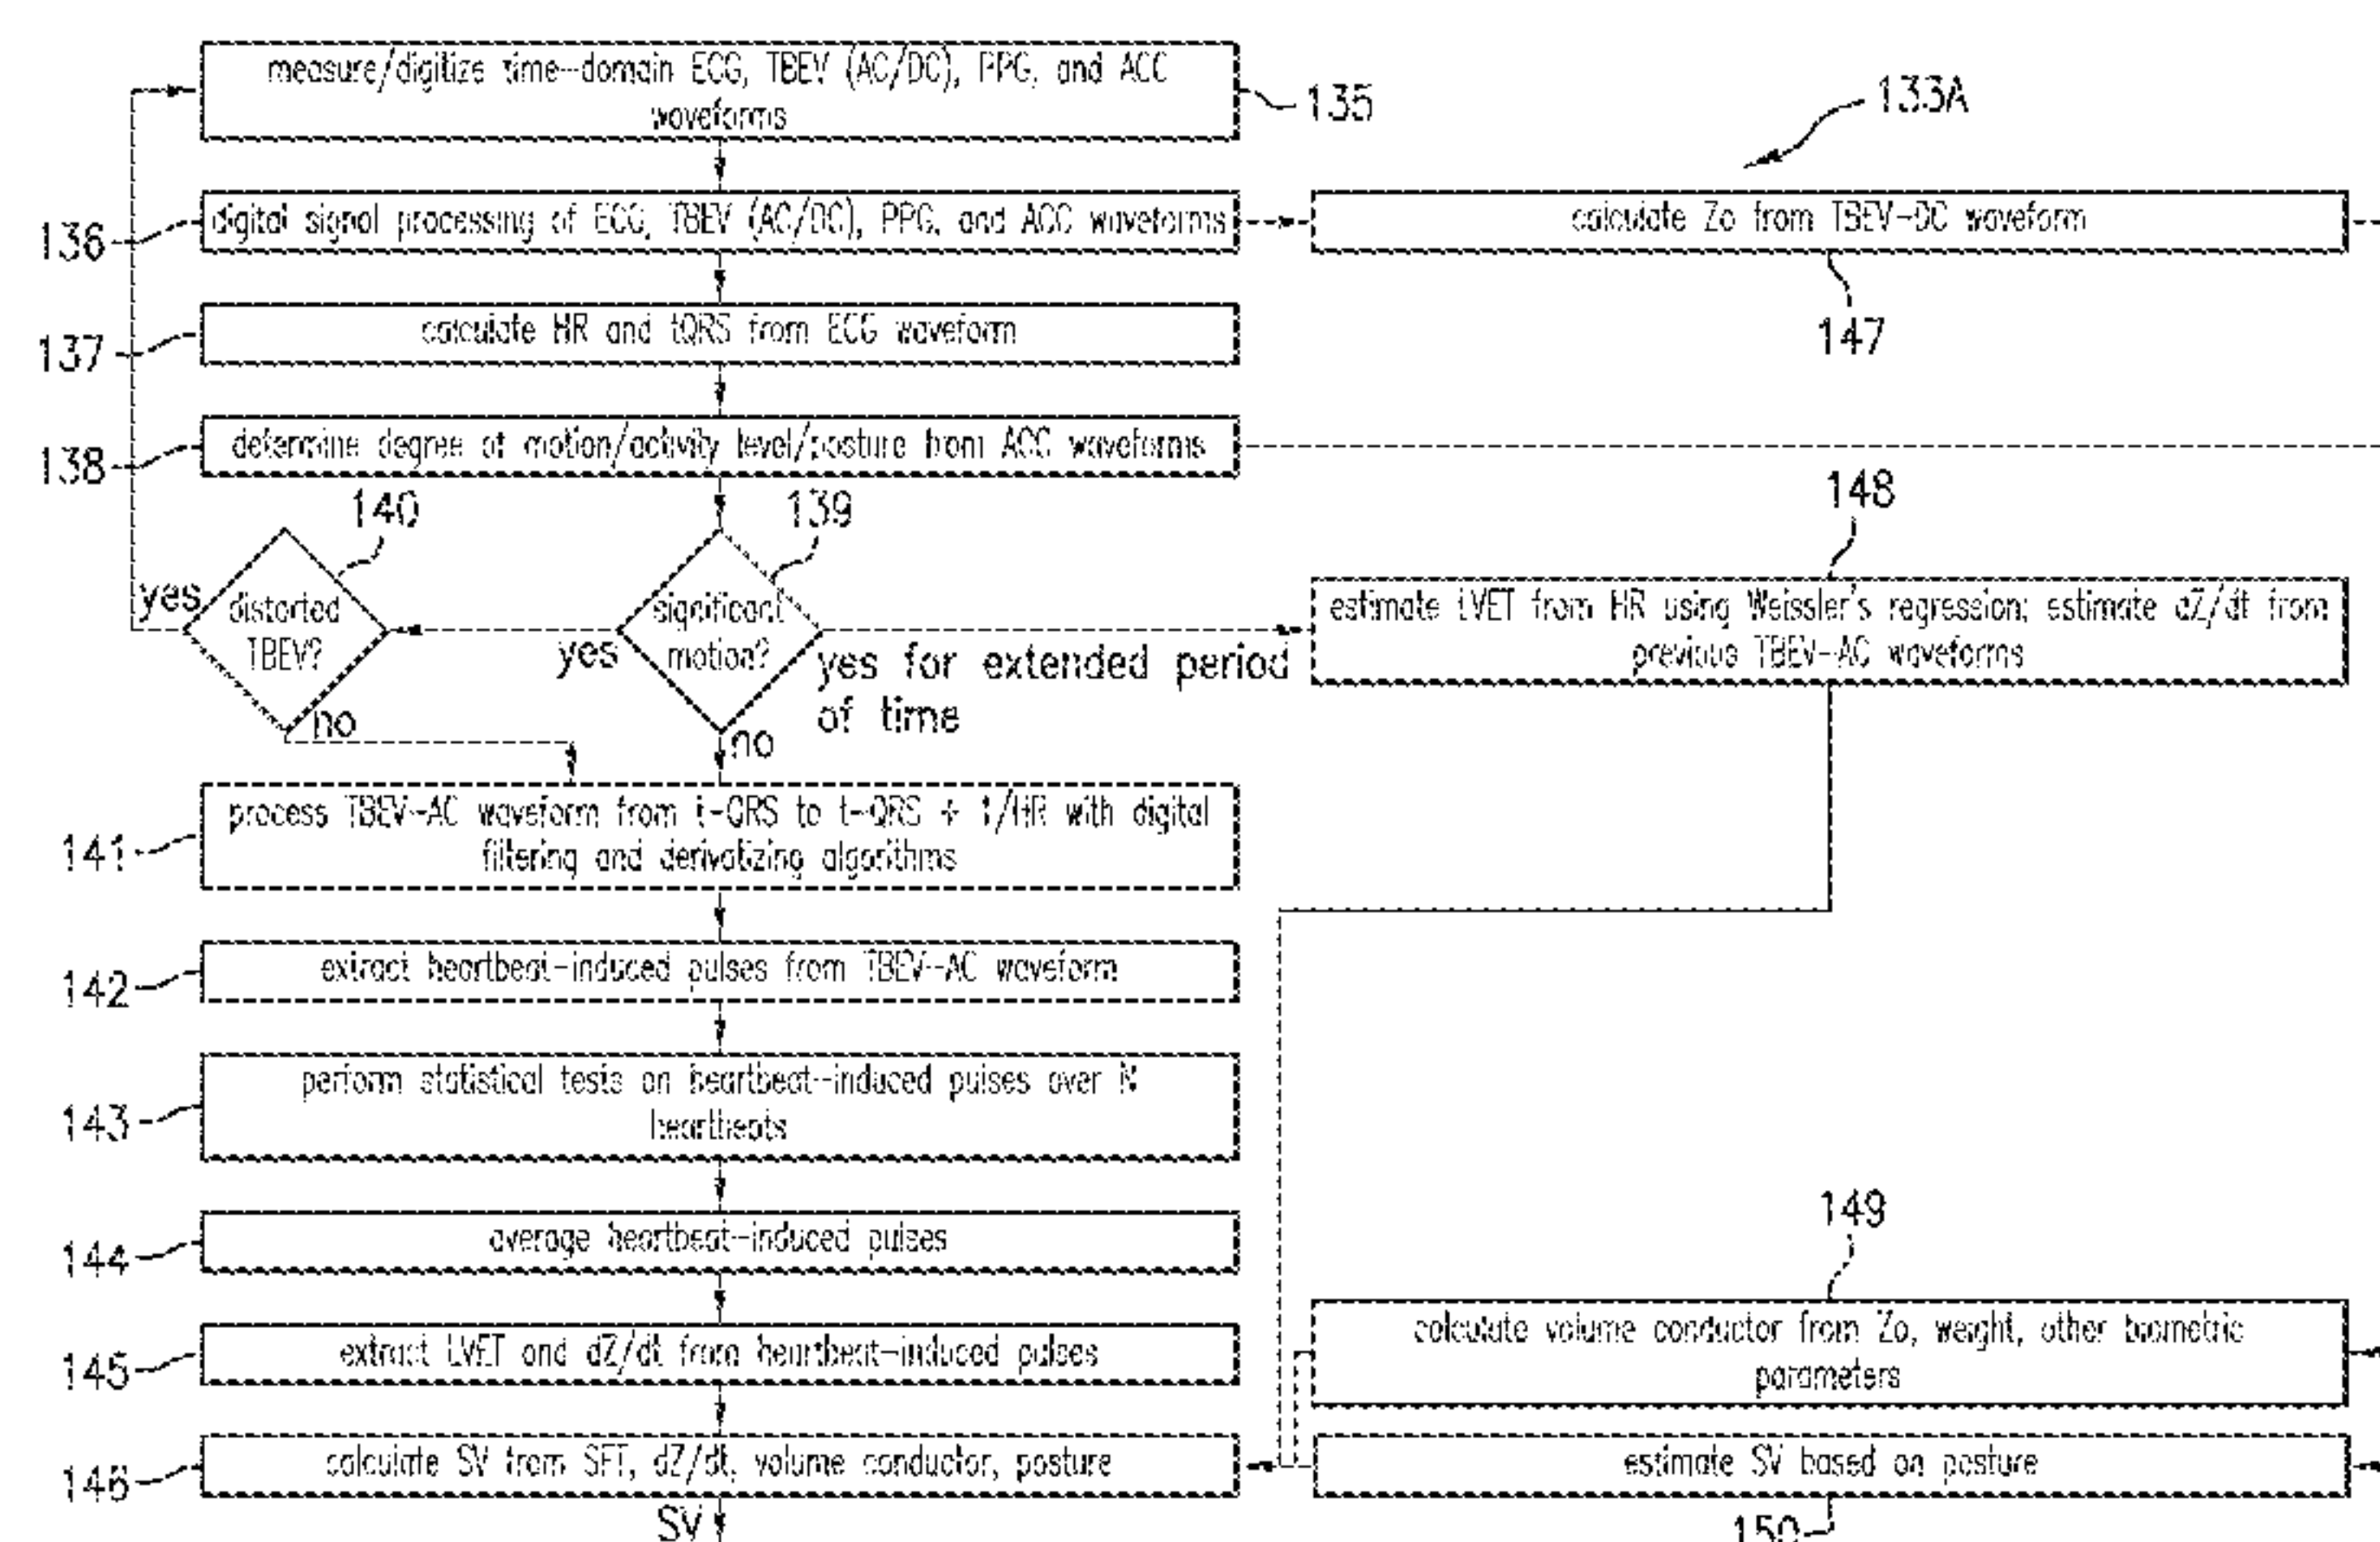 measure/digitize time-domain ECG, TBEV (AC/DC), PPG, and ACC
waveforms
135
133A
136
digital signal processing of ECG, TBEV (AC/DC), PPG, and ACC waveforms
calculate Zo from TBEV-DC waveform
147
137
calculate HR and tQRS from ECG waveform
138
determine degree of motion/activity level/posture from ACC waveforms
140
139
148
yes
distorted
TBEV?
no
yes
significant
motion?
no
yes for extended period
of time
estimate LVET from HR using Weissler's regression; estimate dZ/dt from
previous TBEV-AC waveforms
141
process TBEV-AC waveform from t-QRS to t-QRS + 1/HR with digital
filtering and derivatizing algorithms
142
extract heartbeat-induced pulses from TBEV-AC waveform
143
perform statistical tests on heartbeat-induced pulses over N
heartbeats
144
average heartbeat-induced pulses
149
145
extract LVET and dZ/dt from heartbeat-induced pulses
calculate volume conductor from Zo, weight, other biometric
parameters
146
calculate SV from SFT, dZ/dt, volume conductor, posture
estimate SV based on posture
150
SV